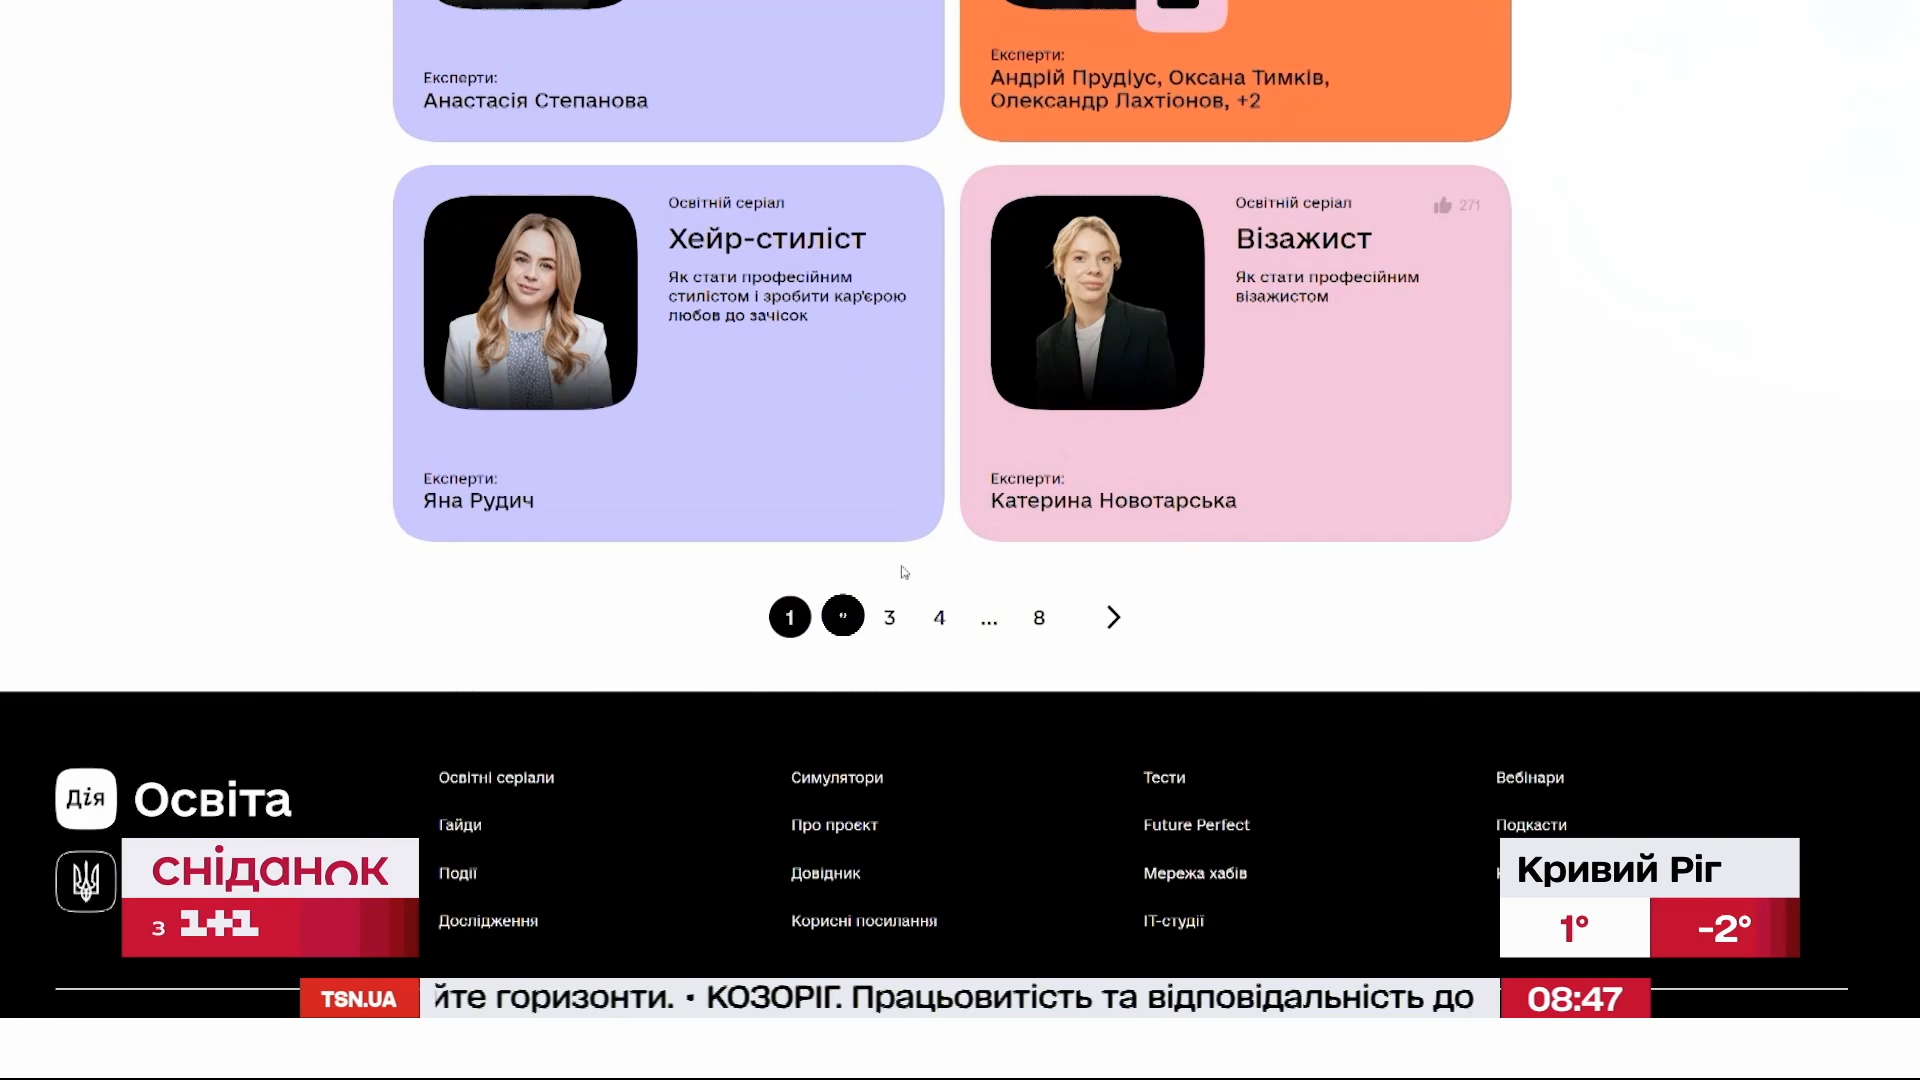 Експерти:
Анастасія Степанова
Експерти:
Андрій Прудіус, Оксана Тимків,
Олександр Лахтіонов, +2
Освітній серіал
Хейр-стиліст
Як стати професійним
стилістом і зробити кар'єрою
любов до зачісок
Експерти:
Яна Рудич
Освітній серіал
271
Візажист
Як стати професійним
візажистом
Експерти:
Катерина Новотарська
1 3 4 ... 8
Дія Освіта
Освітні серіали
Гайди
Події
Дослідження
Симулятори
Про проєкт
Довідник
Корисні посилання
Тести
Future Perfect
Мережа хабів
ІТ-студії
Вебінари
Подкасти
сніданок
з 1+1
Кривий Ріг
1° -2°
TSN.UA
йте горизонти. • КОЗОРІГ. Працьовитість та відповідальність до
08:47